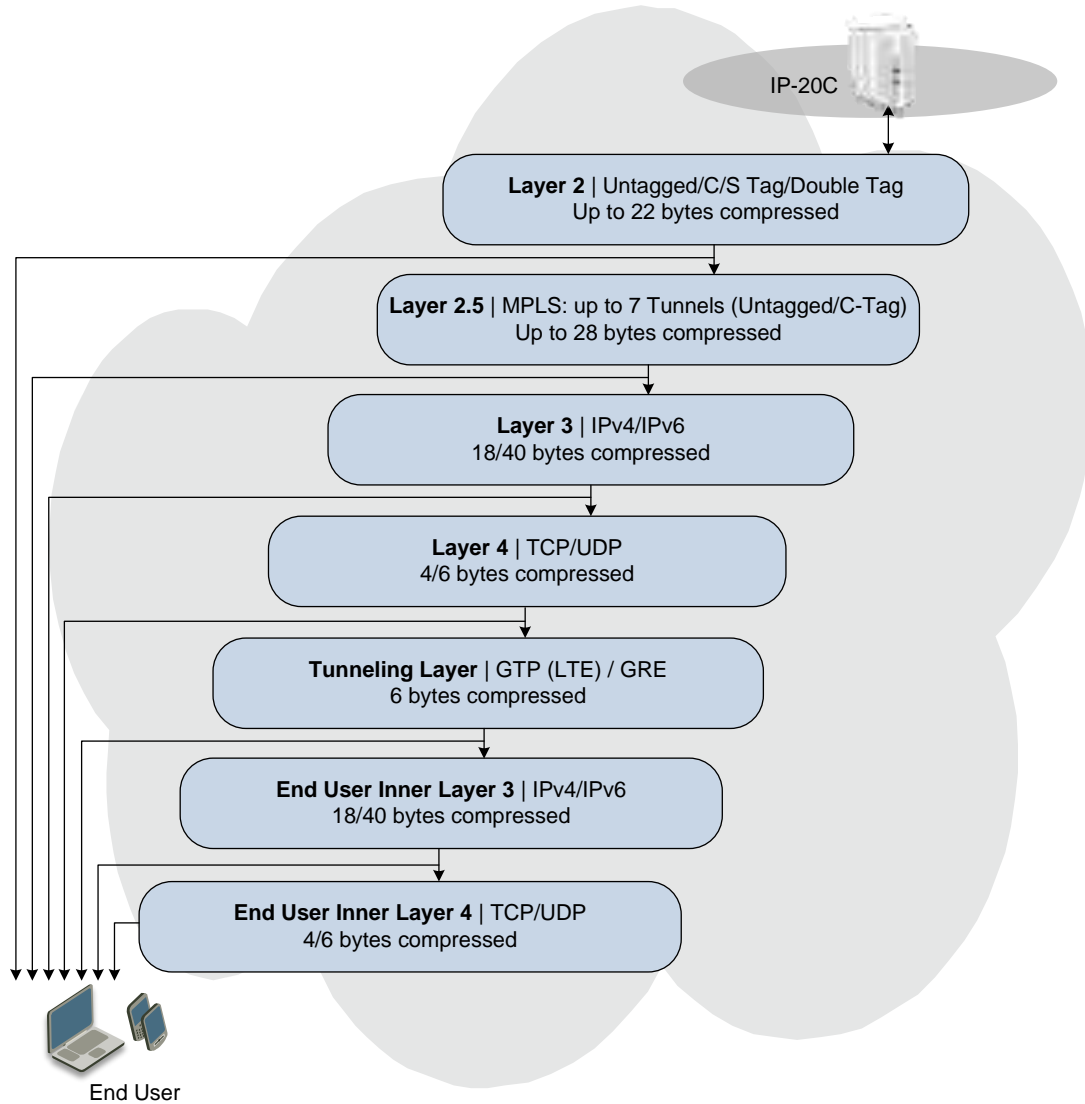 IP-20C
Layer 2 | Untagged/C/S Tag/Double Tag
Up to 22 bytes compressed
Layer 2.5 | MPLS: up to 7 Tunnels (Untagged/C-Tag)
Up to 28 bytes compressed
Layer 3 | IPv4/IPv6
18/40 bytes compressed
Layer 4 | TCP/UDP
4/6 bytes compressed
Tunneling Layer | GTP (LTE) / GRE
6 bytes compressed
End User Inner Layer 3 | IPv4/IPv6
18/40 bytes compressed
End User Inner Layer 4 | TCP/UDP
4/6 bytes compressed
End User